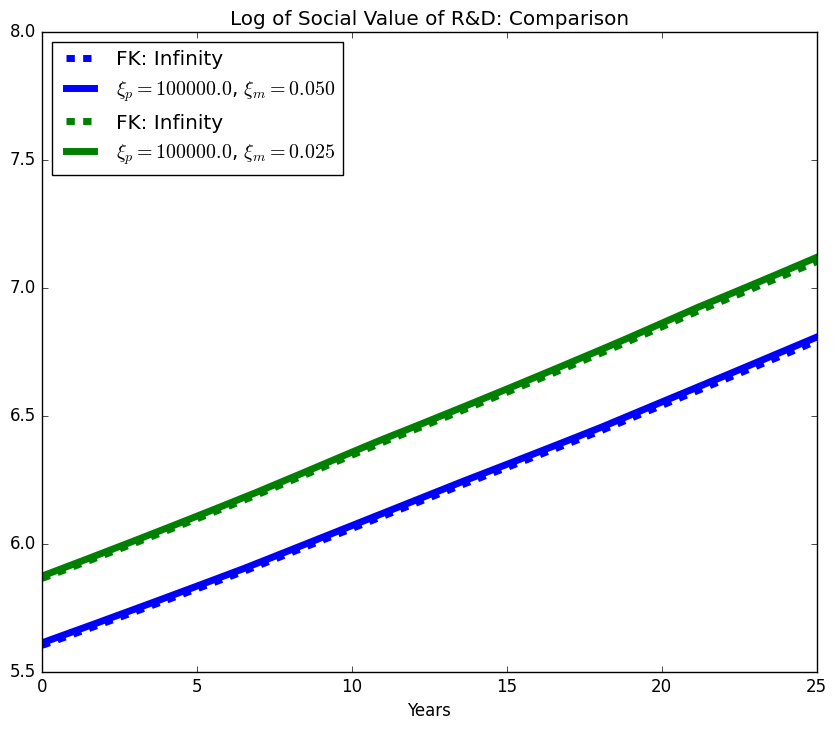 Log of Social Value of R&D: Comparison
8.0
FK: Infinity
ξₚ = 100000.0, ξₘ = 0.050
FK: Infinity
ξₚ = 100000.0, ξₘ = 0.025
7.5
7.0
6.5
6.0
5.5
0 5 10 15 20 25
Years